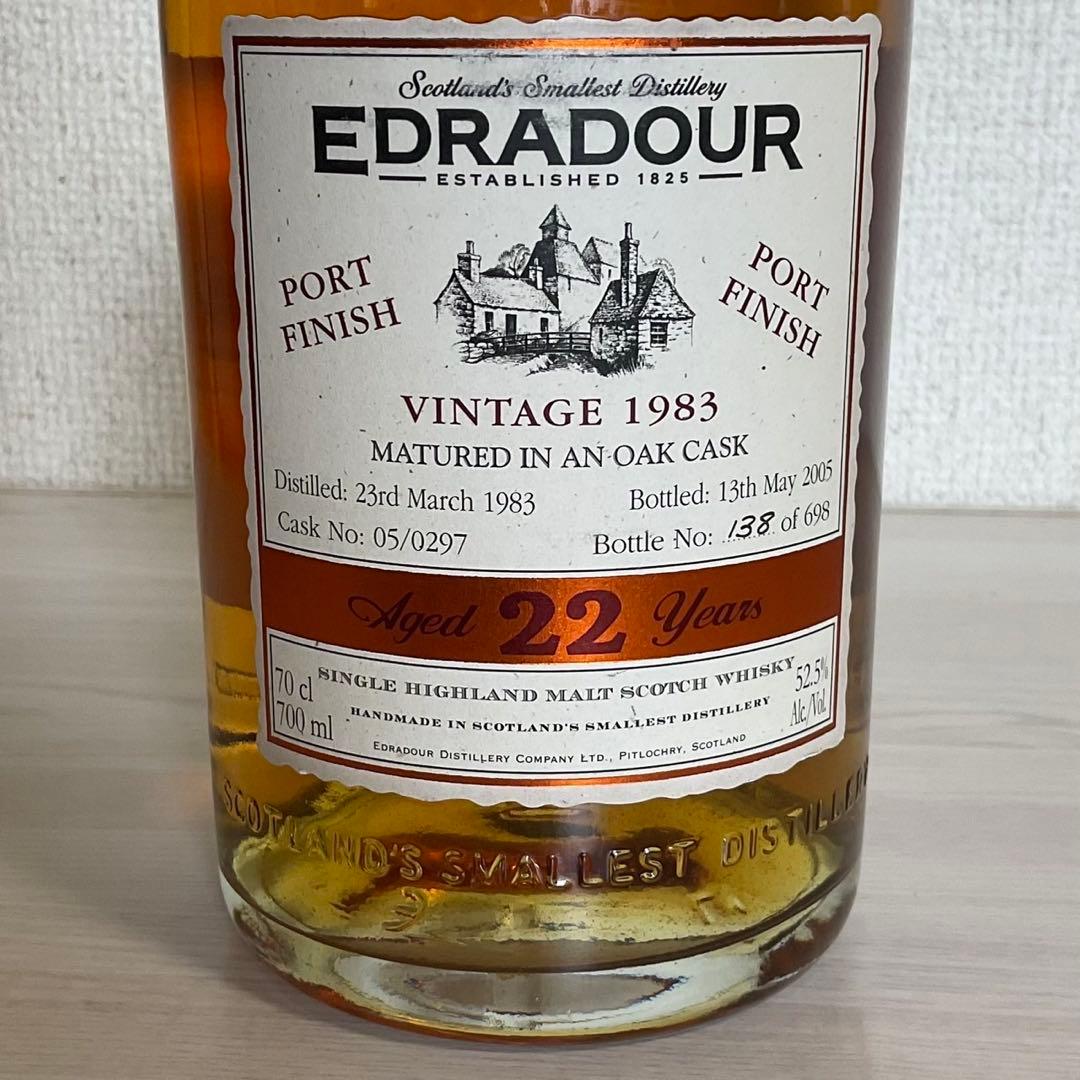 Scotland's Smallest Distillery
EDRADOUR
ESTABLISHED 1825
PORT
FINISH
PORT
FINISH
VINTAGE 1983
MATURED IN AN OAK CASK
Distilled: 23rd March 1983
Bottled: 13th May 2005
Cask No: 05/0297
Bottle No: 138 of 698
Aged 22 Years
70 cl
700 ml
SINGLE HIGHLAND MALT SCOTCH WHISKY
52.5%
Alc./Vol.
HANDMADE IN SCOTLAND'S SMALLEST DISTILLERY
EDRADOUR DISTILLERY COMPANY LTD., PITLOCHRY, SCOTLAND
SCOTLAND'S SMALLEST DISTILLERY